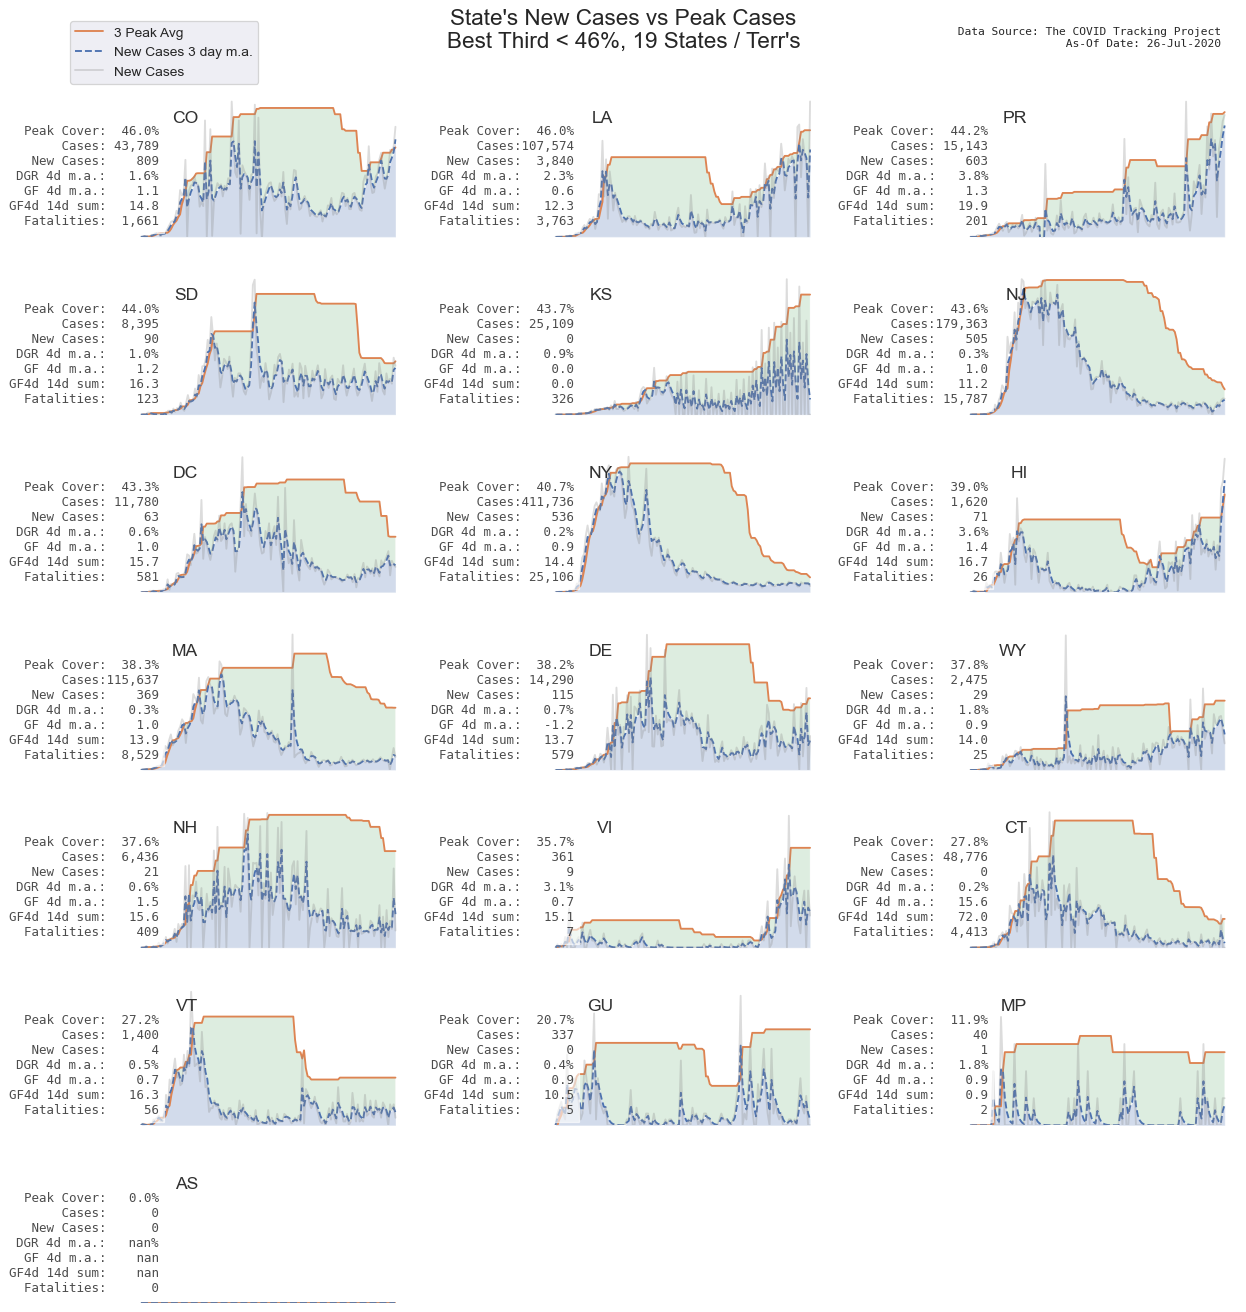 State's New Cases vs Peak Cases
Best Third < 46%, 19 States / Terr's
3 Peak Avg
New Cases 3 day m.a.
New Cases
Data Source: The COVID Tracking Project
As-Of Date: 26-Jul-2020
CO
Peak Cover: 46.0%
Cases: 43,789
New Cases: 809
DGR 4d m.a.: 1.6%
GF 4d m.a.: 1.1
GF4d 14d sum: 14.8
Fatalities: 1,661
LA
Peak Cover: 46.0%
Cases:107,574
New Cases: 3,840
DGR 4d m.a.: 2.3%
GF 4d m.a.: 0.6
GF4d 14d sum: 12.3
Fatalities: 3,763
PR
Peak Cover: 44.2%
Cases: 15,143
New Cases: 603
DGR 4d m.a.: 3.8%
GF 4d m.a.: 1.3
GF4d 14d sum: 19.9
Fatalities: 201
SD
Peak Cover: 44.0%
Cases: 8,395
New Cases: 90
DGR 4d m.a.: 1.0%
GF 4d m.a.: 1.2
GF4d 14d sum: 16.3
Fatalities: 123
KS
Peak Cover: 43.7%
Cases: 25,109
New Cases: 0
DGR 4d m.a.: 0.9%
GF 4d m.a.: 0.0
GF4d 14d sum: 0.0
Fatalities: 326
NJ
Peak Cover: 43.6%
Cases:179,363
New Cases: 505
DGR 4d m.a.: 0.3%
GF 4d m.a.: 1.0
GF4d 14d sum: 11.2
Fatalities: 15,787
DC
Peak Cover: 43.3%
Cases: 11,780
New Cases: 63
DGR 4d m.a.: 0.6%
GF 4d m.a.: 1.0
GF4d 14d sum: 15.7
Fatalities: 581
NY
Peak Cover: 40.7%
Cases:411,736
New Cases: 536
DGR 4d m.a.: 0.2%
GF 4d m.a.: 0.9
GF4d 14d sum: 14.4
Fatalities: 25,106
HI
Peak Cover: 39.0%
Cases: 1,620
New Cases: 71
DGR 4d m.a.: 3.6%
GF 4d m.a.: 1.4
GF4d 14d sum: 16.7
Fatalities: 26
MA
Peak Cover: 38.3%
Cases:115,637
New Cases: 369
DGR 4d m.a.: 0.3%
GF 4d m.a.: 1.0
GF4d 14d sum: 13.9
Fatalities: 8,529
DE
Peak Cover: 38.2%
Cases: 14,290
New Cases: 115
DGR 4d m.a.: 0.7%
GF 4d m.a.: -1.2
GF4d 14d sum: 13.7
Fatalities: 579
WY
Peak Cover: 37.8%
Cases: 2,475
New Cases: 29
DGR 4d m.a.: 1.8%
GF 4d m.a.: 0.9
GF4d 14d sum: 14.0
Fatalities: 25
NH
Peak Cover: 37.6%
Cases: 6,436
New Cases: 21
DGR 4d m.a.: 0.6%
GF 4d m.a.: 1.5
GF4d 14d sum: 15.6
Fatalities: 409
VI
Peak Cover: 35.7%
Cases: 361
New Cases: 9
DGR 4d m.a.: 3.1%
GF 4d m.a.: 0.7
GF4d 14d sum: 15.1
Fatalities: 7
CT
Peak Cover: 27.8%
Cases: 48,776
New Cases: 0
DGR 4d m.a.: 0.2%
GF 4d m.a.: 15.6
GF4d 14d sum: 72.0
Fatalities: 4,413
VT
Peak Cover: 27.2%
Cases: 1,400
New Cases: 4
DGR 4d m.a.: 0.5%
GF 4d m.a.: 0.7
GF4d 14d sum: 16.3
Fatalities: 56
GU
Peak Cover: 20.7%
Cases: 337
New Cases: 0
DGR 4d m.a.: 0.4%
GF 4d m.a.: 0.9
GF4d 14d sum: 10.5
Fatalities: 5
MP
Peak Cover: 11.9%
Cases: 40
New Cases: 1
DGR 4d m.a.: 1.8%
GF 4d m.a.: 0.9
GF4d 14d sum: 0.9
Fatalities: 2
AS
Peak Cover: 0.0%
Cases: 0
New Cases: 0
DGR 4d m.a.: nan%
GF 4d m.a.: nan
GF4d 14d sum: nan
Fatalities: 0